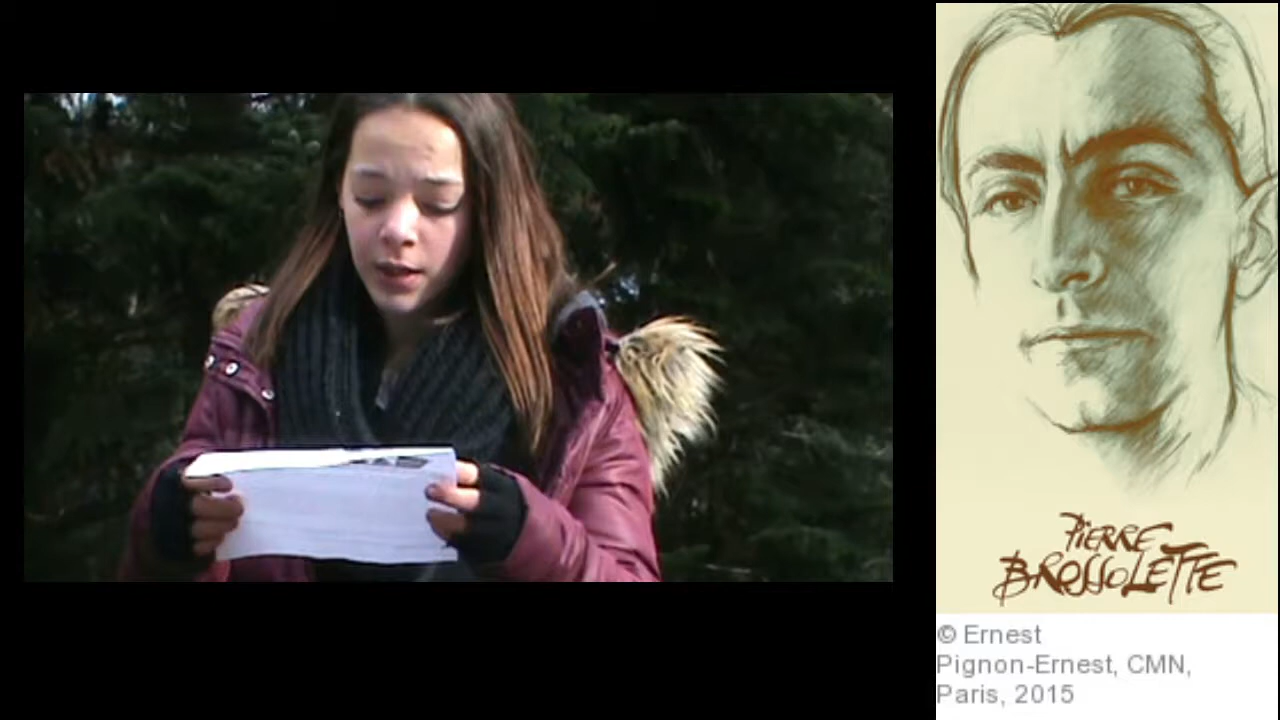 PiERRE
BROSSOLETTE
© Ernest
Pignon-Ernest, CMN,
Paris, 2015